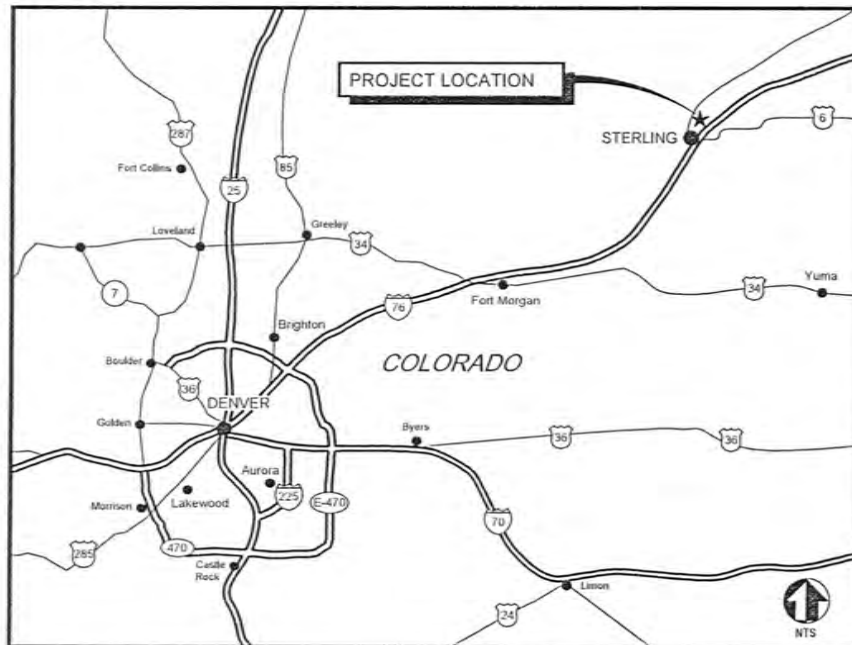 PROJECT LOCATION
6
STERLING
287
Fort Collins
85
25
Greeley
Loveland
34
7
Yuma
34
Fort Morgan
76
Brighton
COLORADO
Boulder
36
DENVER
Golden
Byers
36
36
Aurora
225
E-470
Lakewood
Morrison
70
285
470
Castle
Rock
Limon
24
NTS